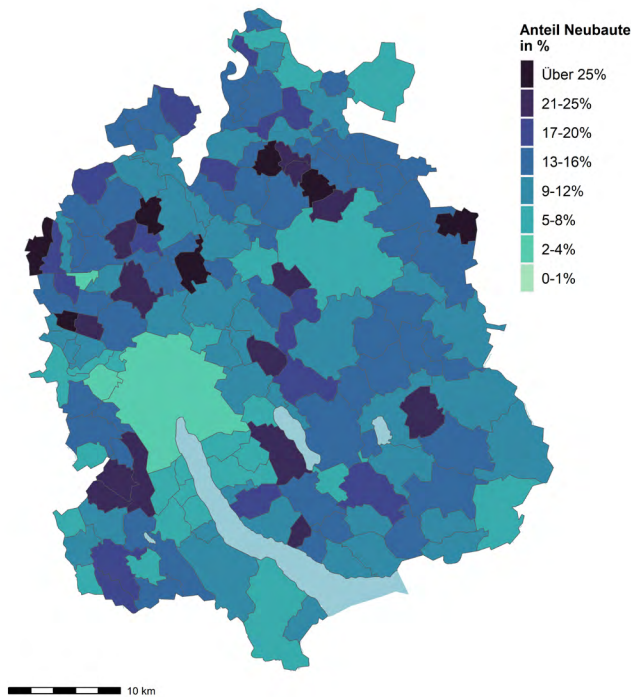 Anteil Neubaute
in %
Über 25%
21-25%
17-20%
13-16%
9-12%
5-8%
2-4%
0-1%
10 km